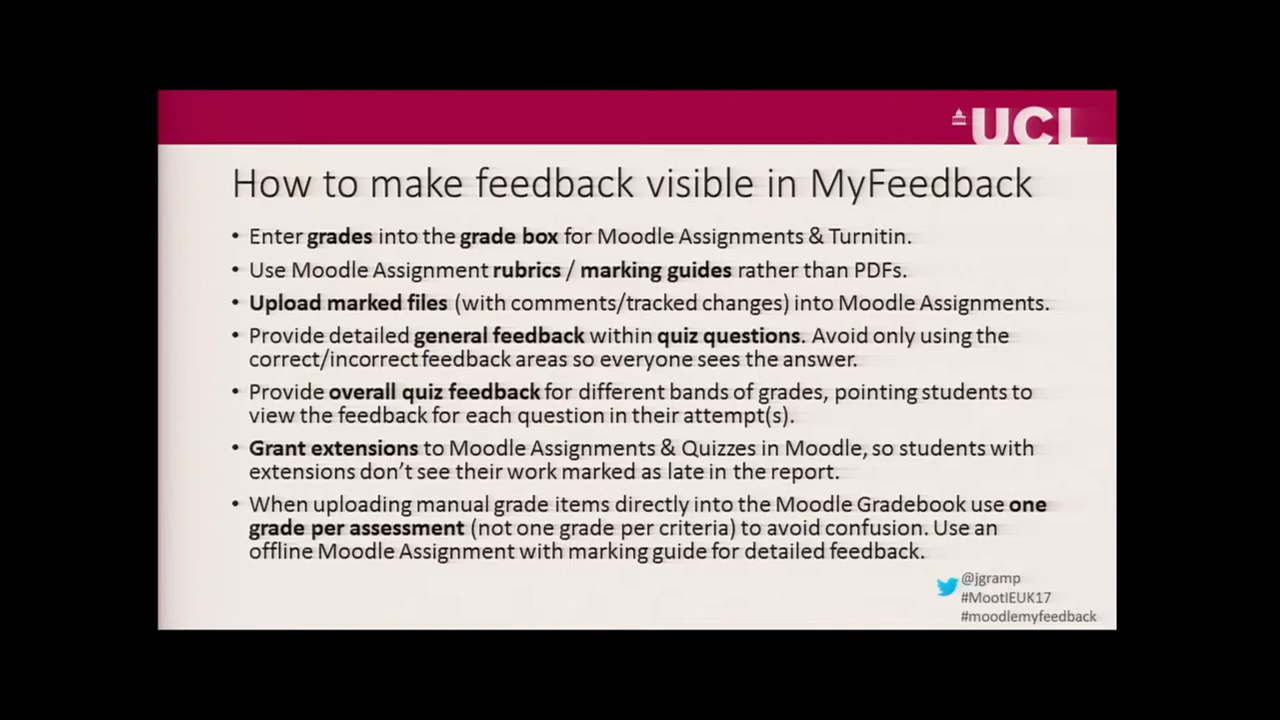 UCL
How to make feedback visible in MyFeedback
• Enter grades into the grade box for Moodle Assignments & Turnitin.
• Use Moodle Assignment rubrics / marking guides rather than PDFs.
• Upload marked files (with comments/tracked changes) into Moodle Assignments.
• Provide detailed general feedback within quiz questions. Avoid only using the
correct/incorrect feedback areas so everyone sees the answer.
• Provide overall quiz feedback for different bands of grades, pointing students to
view the feedback for each question in their attempt(s).
• Grant extensions to Moodle Assignments & Quizzes in Moodle, so students with
extensions don't see their work marked as late in the report.
• When uploading manual grade items directly into the Moodle Gradebook use one
grade per assessment (not one grade per criteria) to avoid confusion. Use an
offline Moodle Assignment with marking guide for detailed feedback.
@jgramp
#MootIEUK17
#moodlemyfeedback